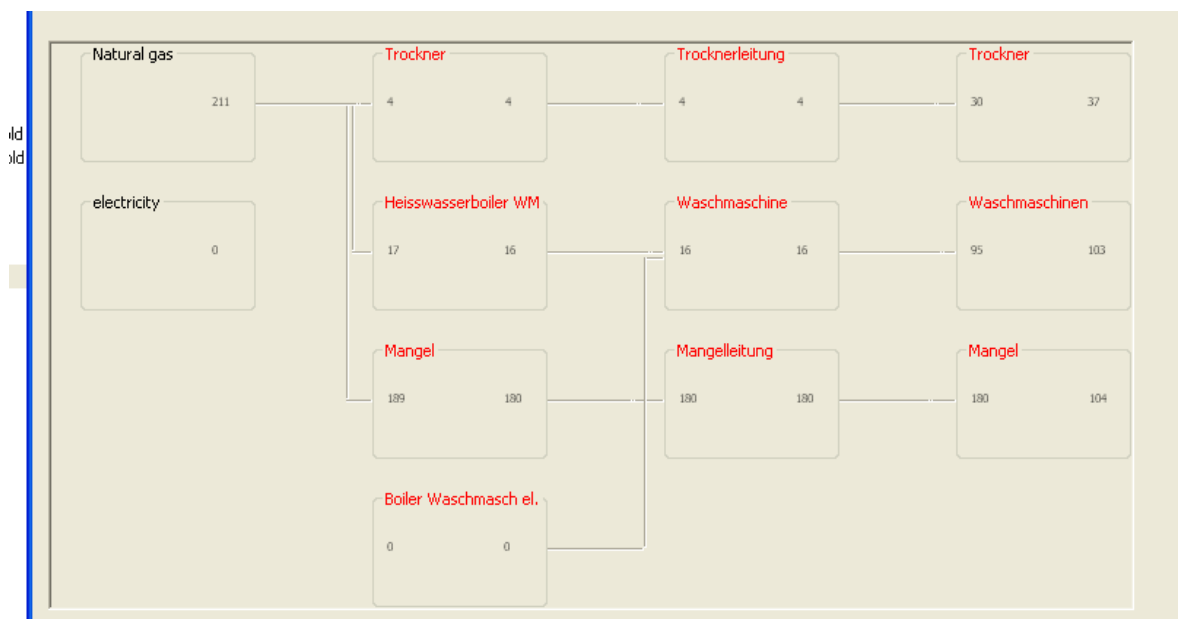 Natural gas
Trockner
Trocknerleitung
Trockner
211
4 4
4 4
30 37
old
old
electricity
Heisswasserboiler WM
Waschmaschine
Waschmaschinen
0
17 16
16 16
95 103
Mangel
Mangelleitung
Mangel
189 180
180 180
180 104
Boiler Waschmasch el.
0 0